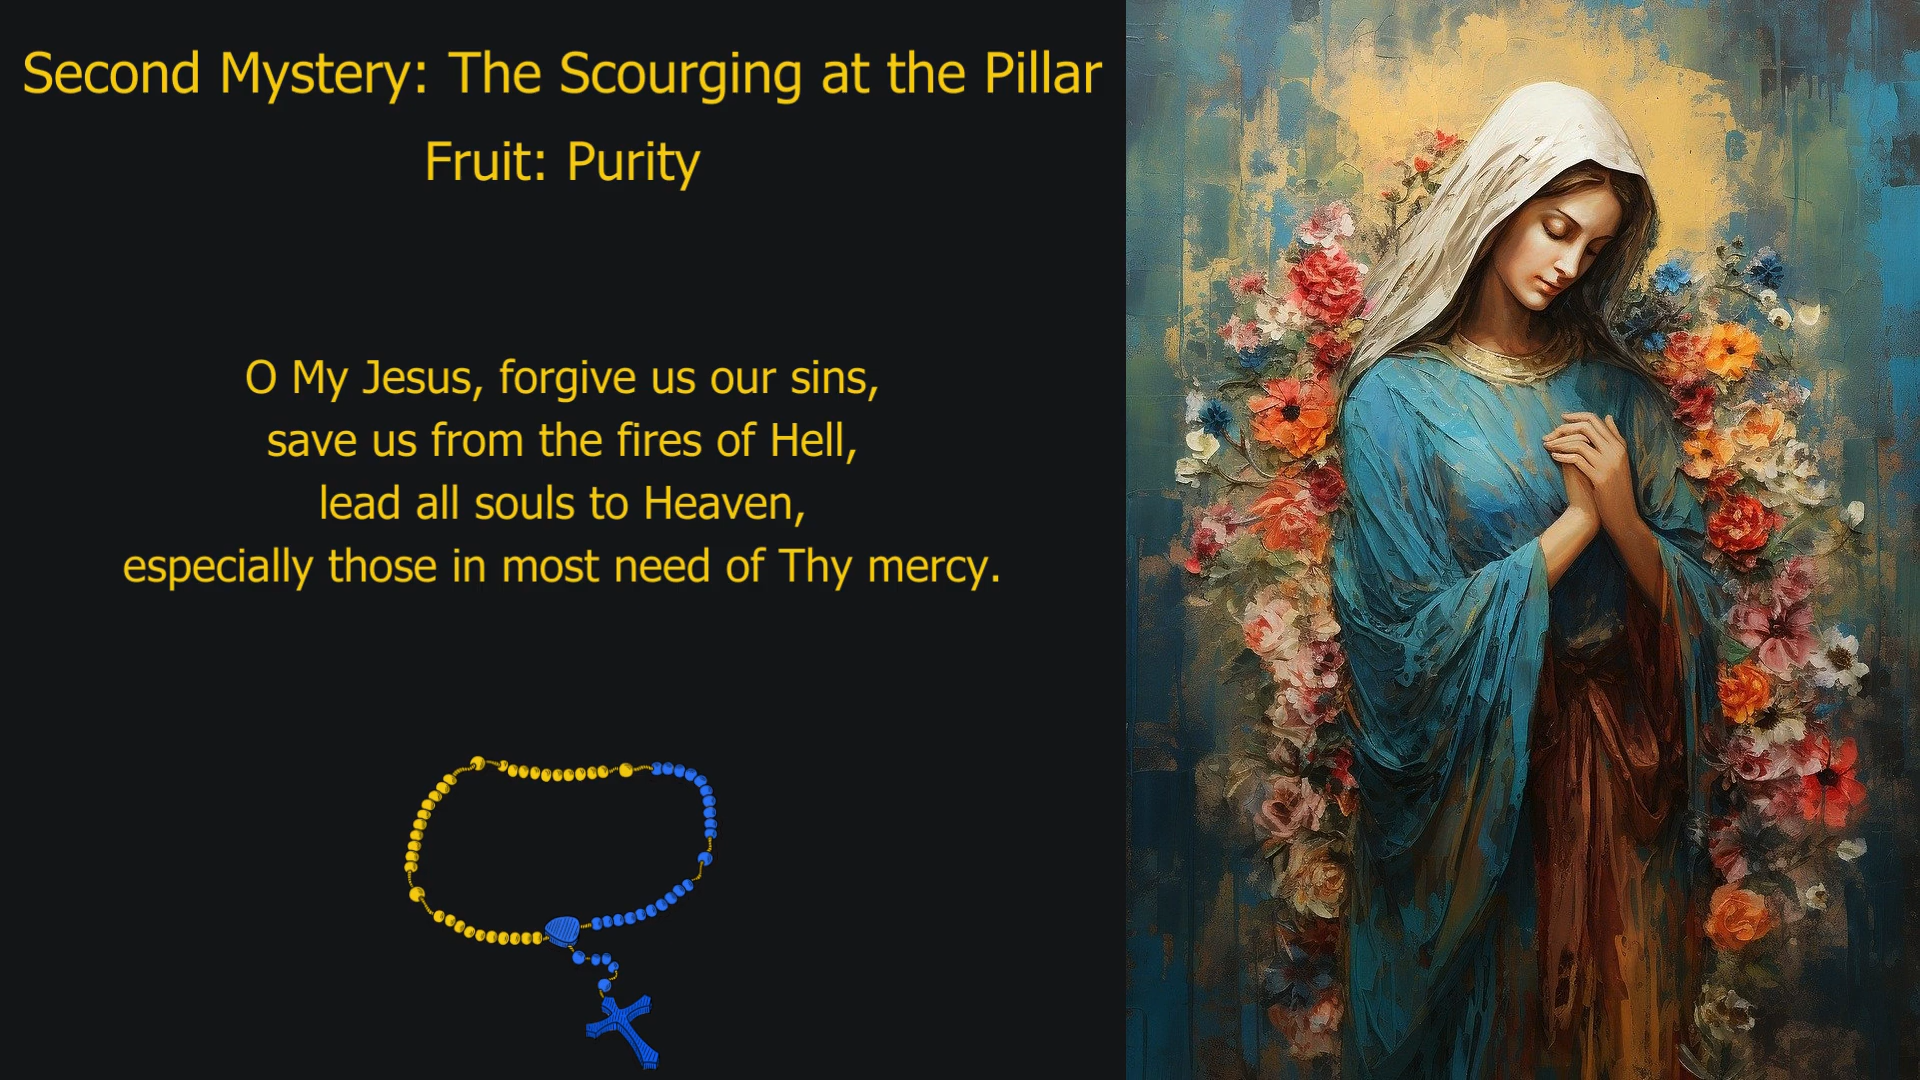 Second Mystery: The Scourging at the Pillar
Fruit: Purity
O My Jesus, forgive us our sins,
save us from the fires of Hell,
lead all souls to Heaven,
especially those in most need of Thy mercy.